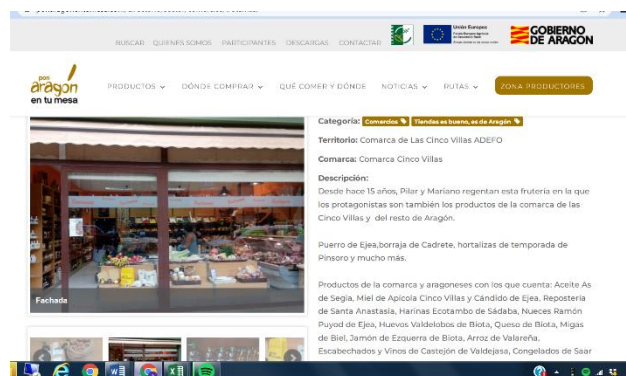 BUSCAR QUIENES SOMOS PARTICIPANTES DESCARGAS CONTACTAR
Unión Europea
GOBIERNO
DE ARAGÓN
pon
aragón
en tu mesa
PRODUCTOS DÓNDE COMPRAR QUÉ COMER Y DÓNDE NOTICIAS RUTAS ZONA PRODUCTORES
Categoría: Comercios Tiendas es bueno, es de Aragón
Territorio: Comarca de Las Cinco Villas ADEFO
Comarca: Comarca Cinco Villas
Descripción:
Desde hace 15 años, Pilar y Mariano regentan esta frutería en la que
los protagonistas son también los productos de la comarca de las
Cinco Villas y del resto de Aragón.
Puerro de Ejea,borraja de Cadrete, hortalizas de temporada de
Pinsoro y mucho más.
Productos de la comarca y aragoneses con los que cuenta: Aceite As
de Segia, Miel de Apícola Cinco Villas y Cándido de Ejea, Repostería
de Santa Anastasia, Harinas Ecotambo de Sádaba, Nueces Ramón
Puyod de Ejea, Huevos Valdelobos de Biota, Queso de Biota, Migas
de Biel, Jamón de Ezquerra de Biota, Arroz de Valareña,
Escabechados y Vinos de Castejón de Valdejasa, Congelados de Saar
Fachada